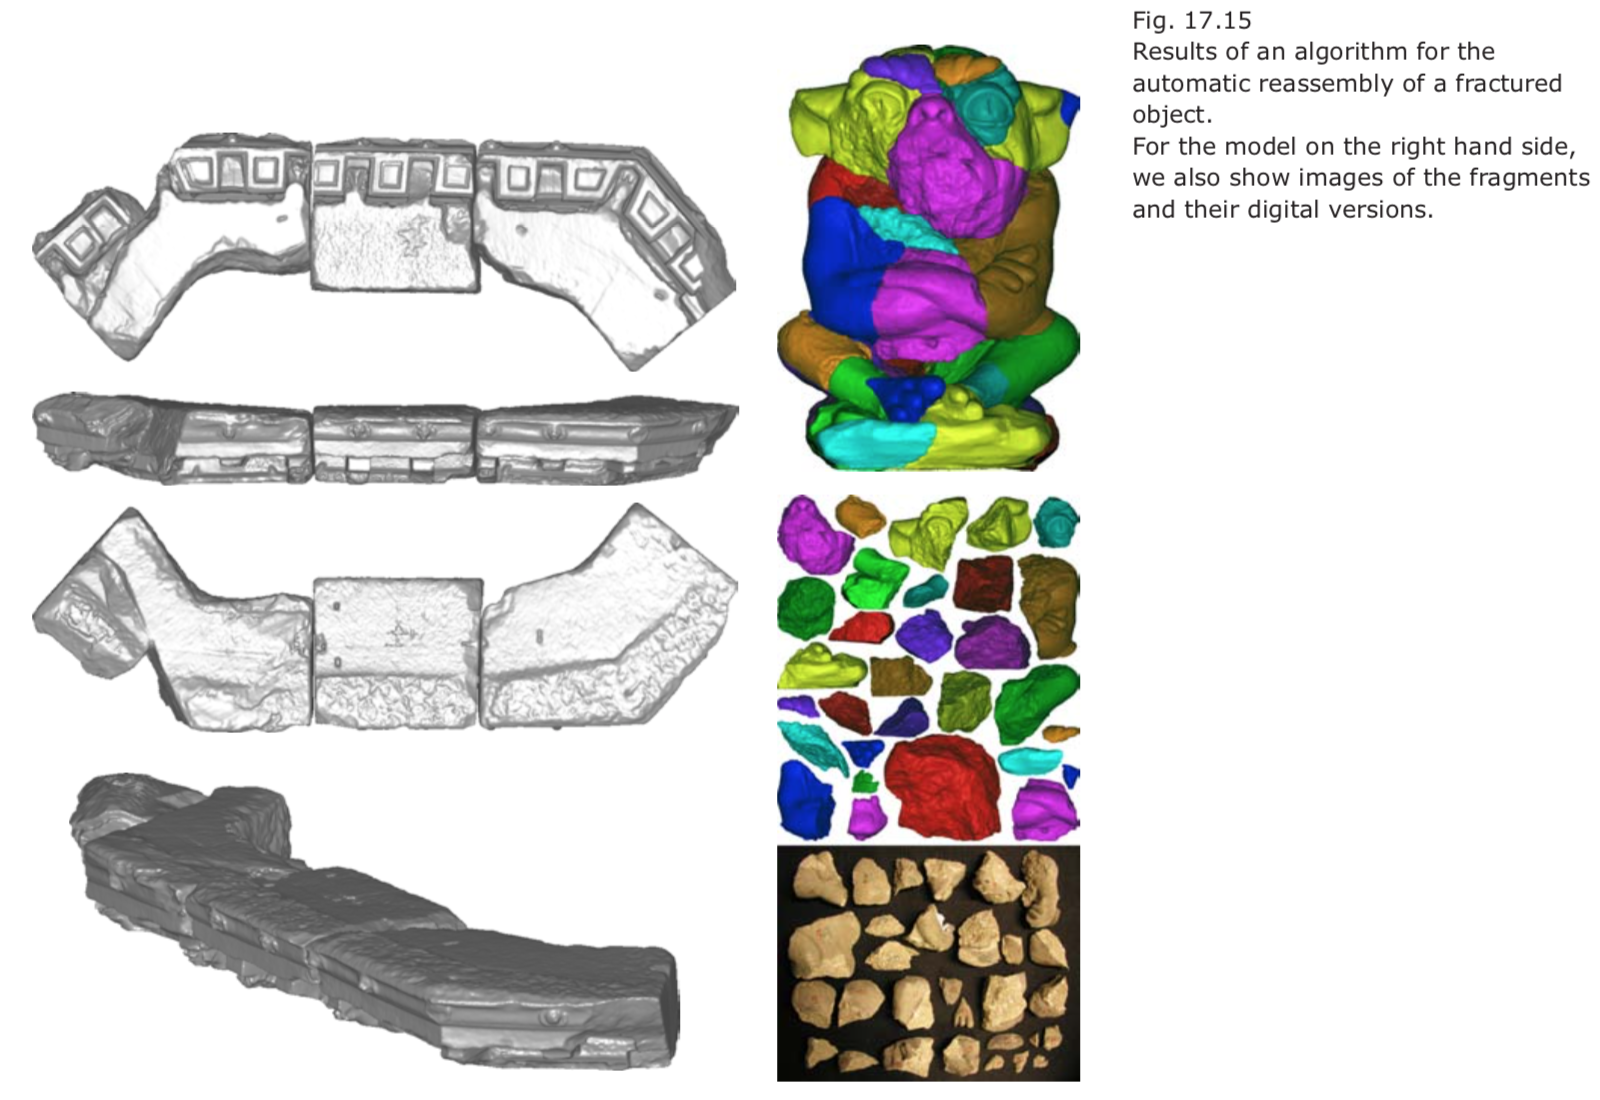 Fig. 17.15
Results of an algorithm for the
automatic reassembly of a fractured
object.
For the model on the right hand side,
we also show images of the fragments
and their digital versions.